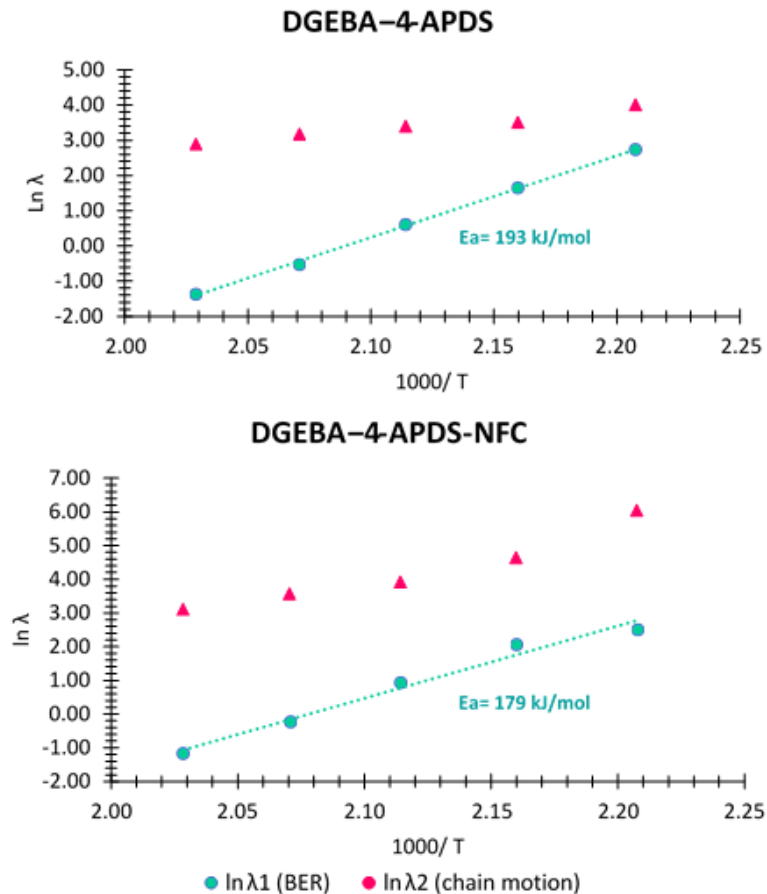 DGEBA–4-APDS
5.00
4.00
3.00
2.00
1.00
0.00
-1.00
-2.00
Ln λ
Ea= 193 kJ/mol
2.00 2.05 2.10 2.15 2.20 2.25
1000/ T
DGEBA–4-APDS-NFC
7.00
6.00
5.00
4.00
3.00
2.00
1.00
0.00
-1.00
-2.00
ln λ
Ea= 179 kJ/mol
2.00 2.05 2.10 2.15 2.20 2.25
1000/ T
ln λ1 (BER) ln λ2 (chain motion)